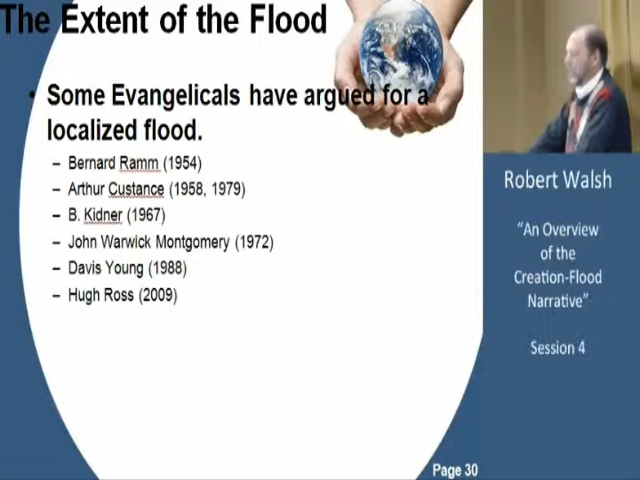 The Extent of the Flood
• Some Evangelicals have argued for a
localized flood.
– Bernard Ramm (1954)
– Arthur Custance (1958, 1979)
– B. Kidner (1967)
– John Warwick Montgomery (1972)
– Davis Young (1988)
– Hugh Ross (2009)
Page 30
Robert Walsh
“An Overview
of the
Creation-Flood
Narrative”
Session 4